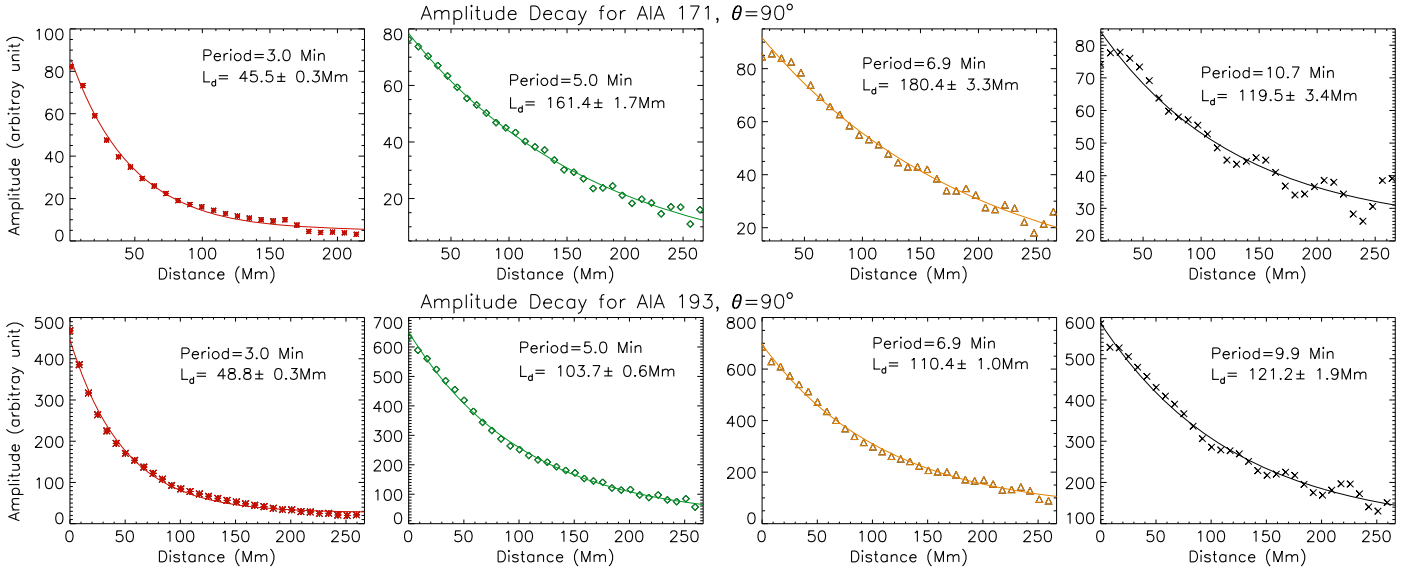 Amplitude Decay for AIA 171, θ=90°
Amplitude (arbitray unit)
100
80
60
40
20
0
Period=3.0 Min
Ld= 45.5± 0.3Mm
0 50 100 150 200
Distance (Mm)
80
60
40
20
Period=5.0 Min
Ld= 161.4± 1.7Mm
50 100 150 200 250
Distance (Mm)
80
60
40
20
Period=6.9 Min
Ld= 180.4± 3.3Mm
50 100 150 200 250
Distance (Mm)
80
70
60
50
40
30
20
Period=10.7 Min
Ld= 119.5± 3.4Mm
50 100 150 200 250
Distance (Mm)
Amplitude Decay for AIA 193, θ=90°
Amplitude (arbitray unit)
500
400
300
200
100
0
Period=3.0 Min
Ld= 48.8± 0.3Mm
0 50 100 150 200 250
Distance (Mm)
700
600
500
400
300
200
100
0
Period=5.0 Min
Ld= 103.7± 0.6Mm
0 50 100 150 200 250
Distance (Mm)
800
600
400
200
0
Period=6.9 Min
Ld= 110.4± 1.0Mm
0 50 100 150 200 250
Distance (Mm)
600
500
400
300
200
100
Period=9.9 Min
Ld= 121.2± 1.9Mm
0 50 100 150 200 250
Distance (Mm)